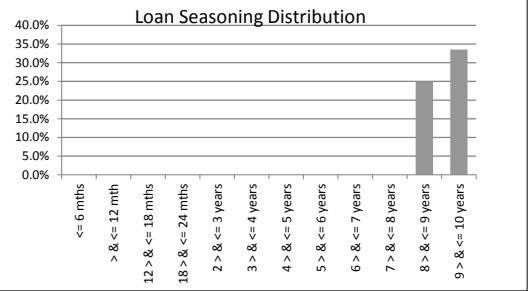 Loan Seasoning Distribution
40.0%
35.0%
30.0%
25.0%
20.0%
15.0%
10.0%
5.0%
0.0%
<= 6 mths
> & <= 12 mth
12 > & <= 18 mths
18 > & <= 24 mths
2 > & <= 3 years
3 > & <= 4 years
4 > & <= 5 years
5 > & <= 6 years
6 > & <= 7 years
7 > & <= 8 years
8 > & <= 9 years
9 > & <= 10 years